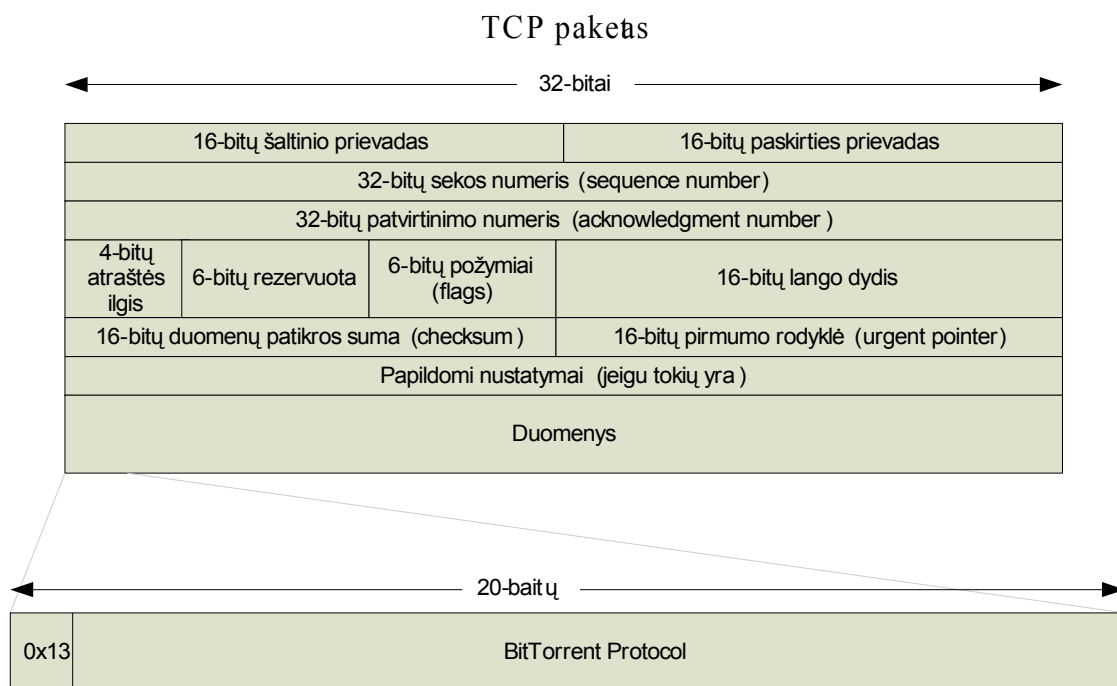 TCP paketas
32-bitai
16-bitų šaltinio prievadas
16-bitų paskirties prievadas
32-bitų sekos numeris (sequence number)
32-bitų patvirtinimo numeris (acknowledgment number)
4-bitų
atraštės
ilgis
6-bitų rezervuota
6-bitų požymiai
(flags)
16-bitų lango dydis
16-bitų duomenų patikros suma (checksum)
16-bitų pirmumo rodyklė (urgent pointer)
Papildomi nustatymai (jeigu tokių yra)
Duomenys
20-baitų
0x13
BitTorrent Protocol